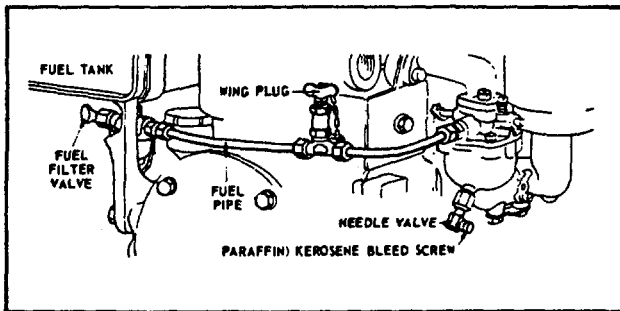 FUEL TANK
WING PLUG
FUEL
FILTER
VALVE
FUEL
PIPE
NEEDLE VALVE
PARAFFIN) KEROSENE BLEED SCREW